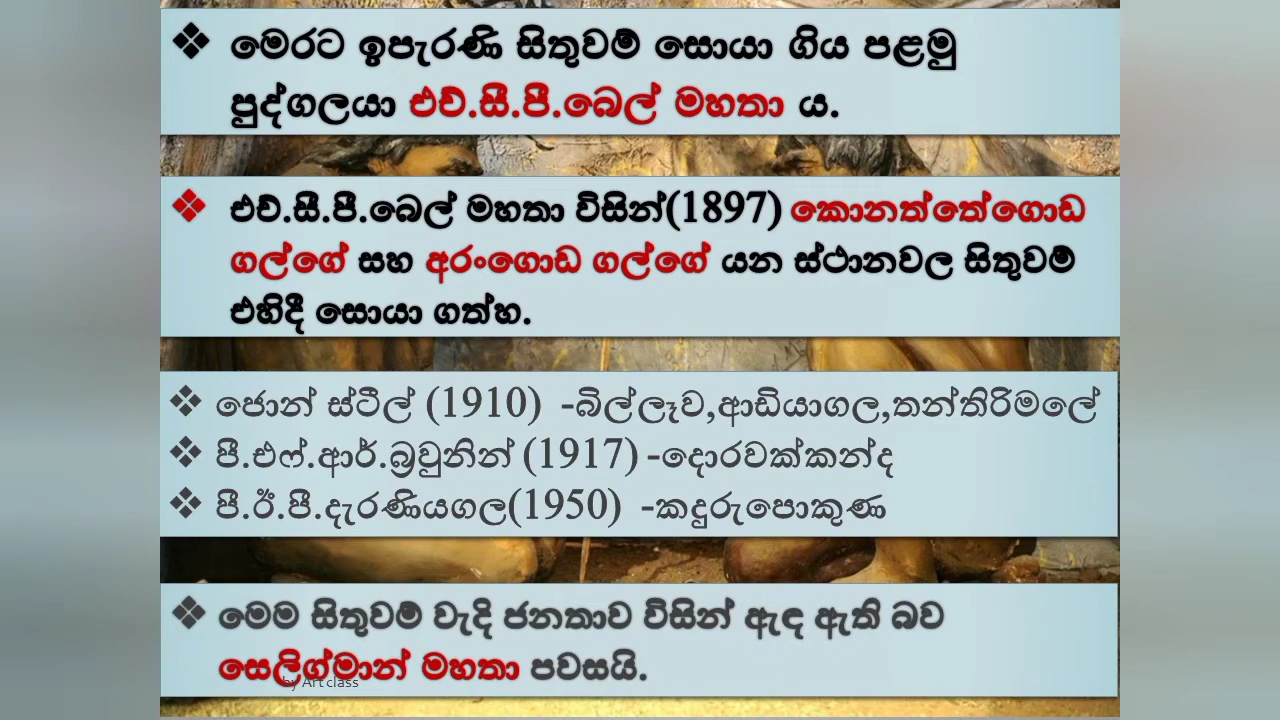 ❖ මෙරට ඉපැරණි සිතුවම් සොයා ගිය පළමු
පුද්ගලයා එච්.සී.පී.බෙල් මහතා ය.
❖ එච්.සී.පී.බෙල් මහතා විසින්(1897) කොනත්තේගොඩ
ගල්ගේ සහ අරංගොඩ ගල්ගේ යන ස්ථානවල සිතුවම්
එහිදී සොයා ගත්හ.
❖ ජොන් ස්ටීල් (1910) -බිල්ලෑව,ආඩියාගල,තන්තිරිමලේ
❖ පී.එෆ්.ආර්.බ්‍රවුනින් (1917) -දොරවක්කන්ද
❖ පී.ඊ.පී.දැරණියගල(1950) -කදුරුපොකුණ
❖ මෙම සිතුවම් වැදි ජනතාව විසින් ඇඳ ඇති බව
සෙලිග්මාන් මහතා පවසයි.
by Art class